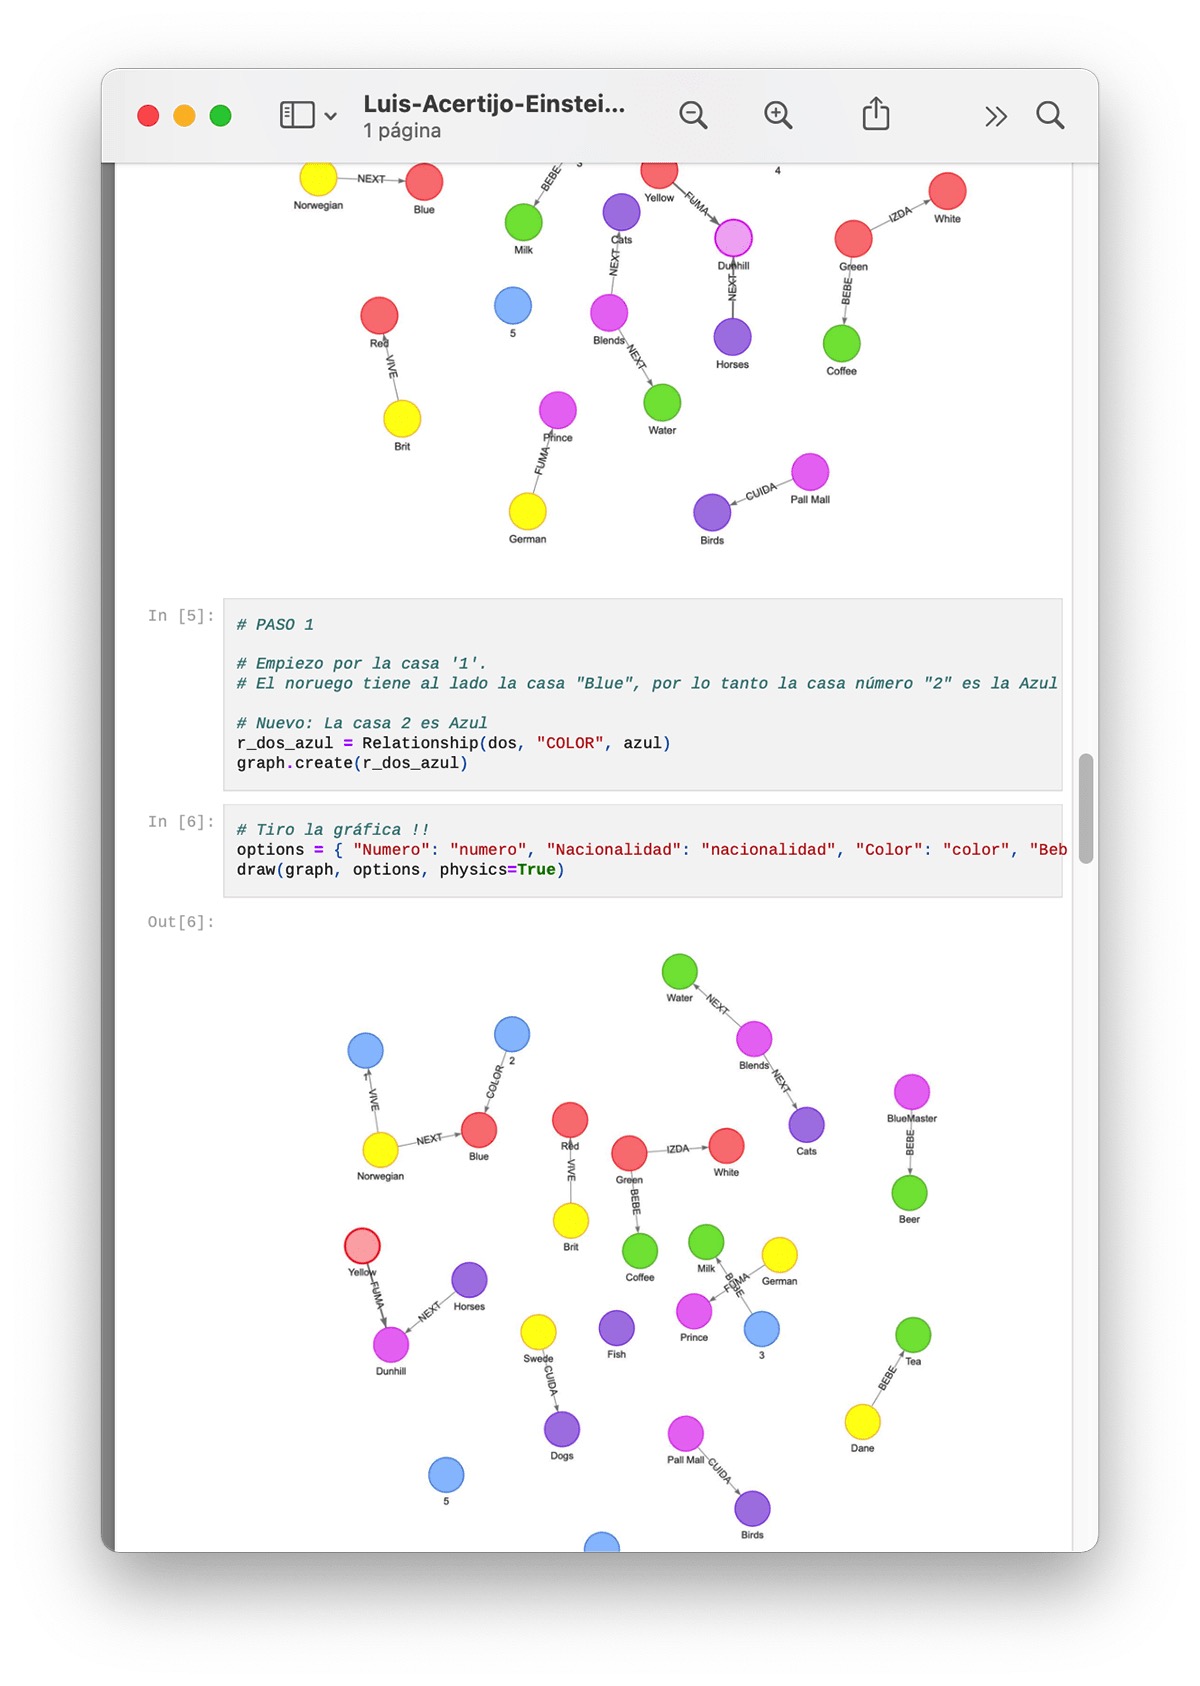 Luis-Acertijo-Einstei...
1 página
3
4
NEXT
BEBE
Yellow
FUMA
Norwegian
Blue
Milk
Cats
IZDA
White
NEXT
Dunhill
Green
NEXT
BEBE
5
Blends
Red
NEXT
Horses
Coffee
VIVE
Prince
Water
Brit
FUMA
CUIDA
Pall Mall
German
Birds
In [5]:
# PASO 1
# Empiezo por la casa '1'.
# El noruego tiene al lado la casa "Blue", por lo tanto la casa número "2" es la Azul
# Nuevo: La casa 2 es Azul
r_dos_azul = Relationship(dos, "COLOR", azul)
graph.create(r_dos_azul)
In [6]:
# Tiro la gráfica !!
options = { "Numero": "numero", "Nacionalidad": "nacionalidad", "Color": "color", "Beb
draw(graph, options, physics=True)
Out[6]:
Water
NEXT
2
Blends
1
COLOR
NEXT
VIVE
BlueMaster
NEXT
Red
BEBE
Cats
Blue
IZDA
Norwegian
VIVE
Green
White
BEBE
Beer
Brit
Milk
Yellow
Coffee
BEBE
FUMA
German
FUMA
NEXT
Horses
Prince
Swede
Fish
3
Dunhill
CUIDA
Tea
BEBE
Dogs
Pall Mall
Dane
CUIDA
5
Birds